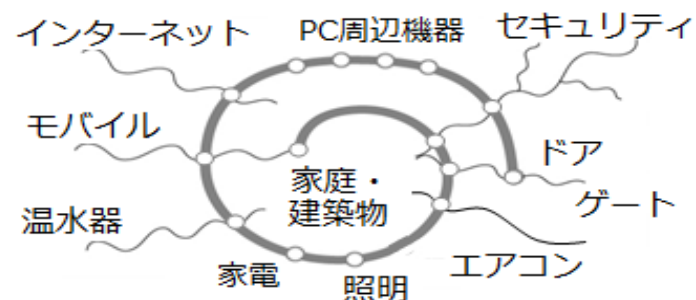 インターネット
PC周辺機器
セキュリティ
モバイル
ドア
家庭・
建築物
ゲート
温水器
エアコン
家電
照明